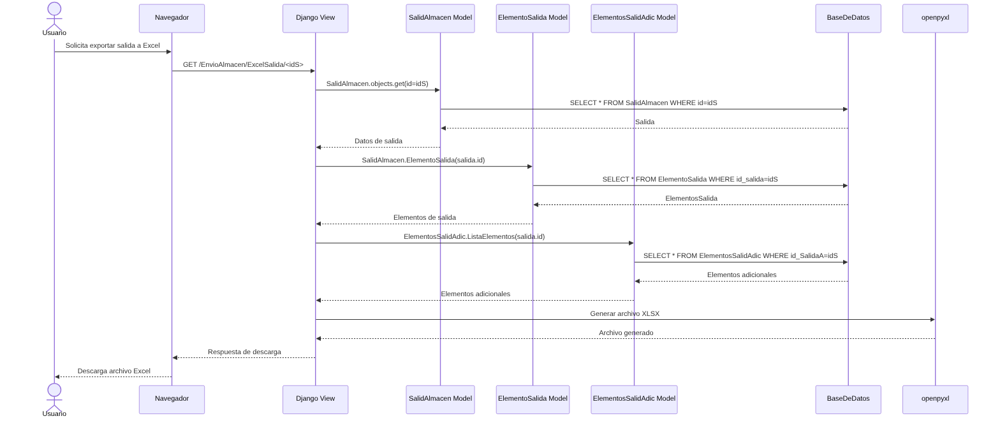 Usuario
Navegador
Django View
SalidAlmacen Model
ElementoSalida Model
ElementosSalidAdic Model
BaseDeDatos
openpyxl
Solicita exportar salida a Excel
GET /EnvioAlmacen/ExcelSalida/<idS>
SalidAlmacen.objects.get(id=idS)
SELECT * FROM SalidAlmacen WHERE id=idS
Salida
Datos de salida
SalidAlmacen.ElementoSalida(salida.id)
SELECT * FROM ElementoSalida WHERE id_salida=idS
ElementosSalida
Elementos de salida
ElementosSalidAdic.ListaElementos(salida.id)
SELECT * FROM ElementosSalidAdic WHERE id_SalidaA=idS
Elementos adicionales
Elementos adicionales
Generar archivo XLSX
Archivo generado
Respuesta de descarga
Descarga archivo Excel
Usuario
Navegador
Django View
SalidAlmacen Model
ElementoSalida Model
ElementosSalidAdic Model
BaseDeDatos
openpyxl